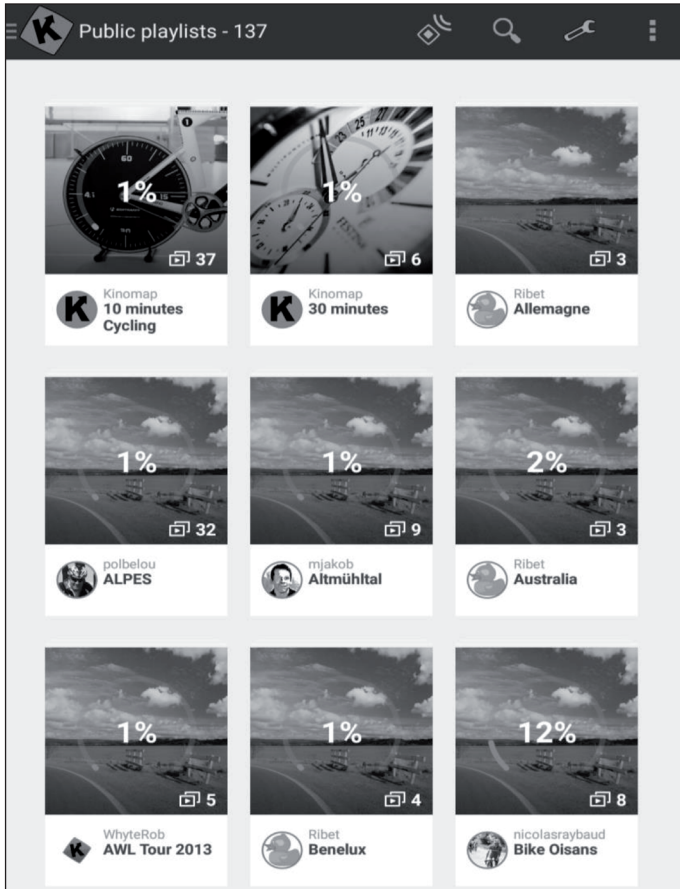 Public playlists - 137
1%
37
Kinomap
10 minutes
Cycling
1%
6
Kinomap
30 minutes
3
Ribet
Allemagne
1%
32
polbelou
ALPES
1%
9
mjakob
Altmühltal
2%
3
Ribet
Australia
1%
5
WhyteRob
AWL Tour 2013
1%
4
Ribet
Benelux
12%
8
nicolasraybaud
Bike Oisans